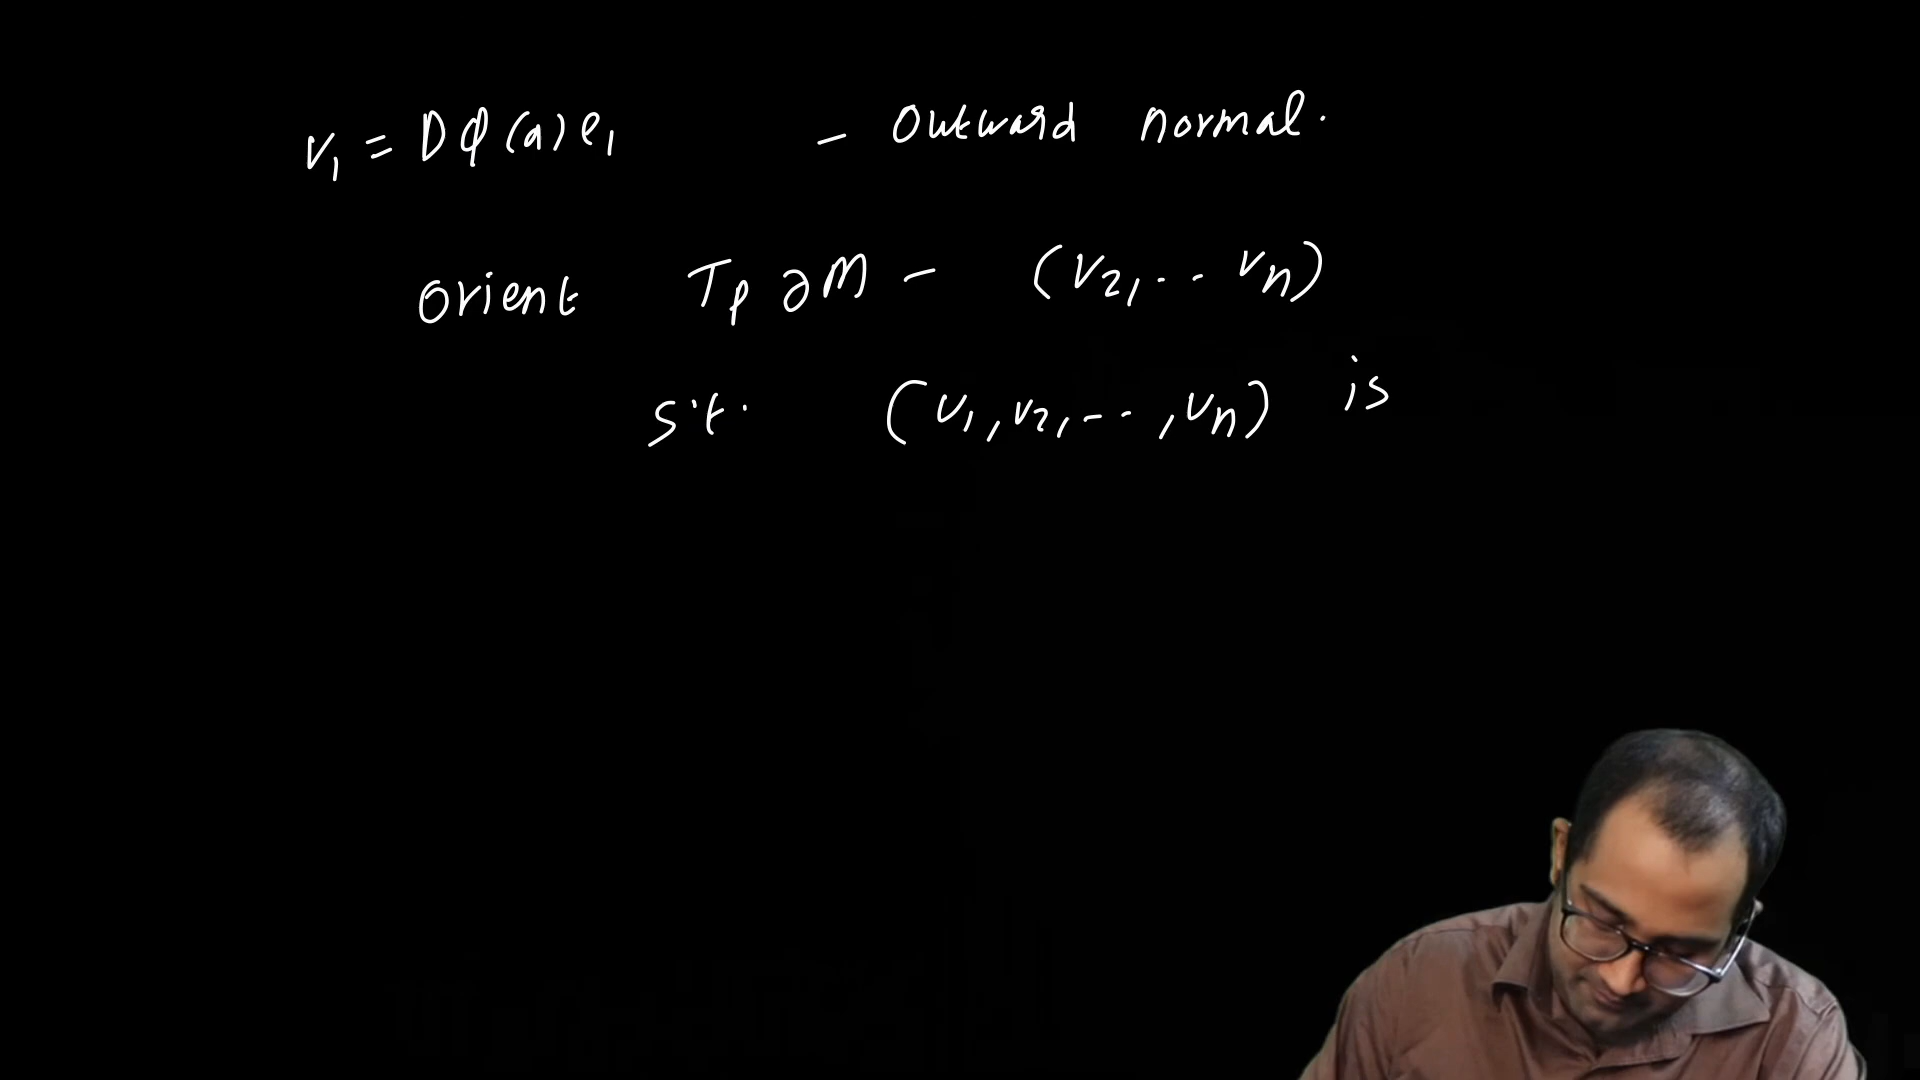 v₁ = Dφ(a)e₁ – Outward normal.
Orient Tₚ ∂M – (v₂, .. vₙ)
s.t. (v₁, v₂, --, vₙ) is